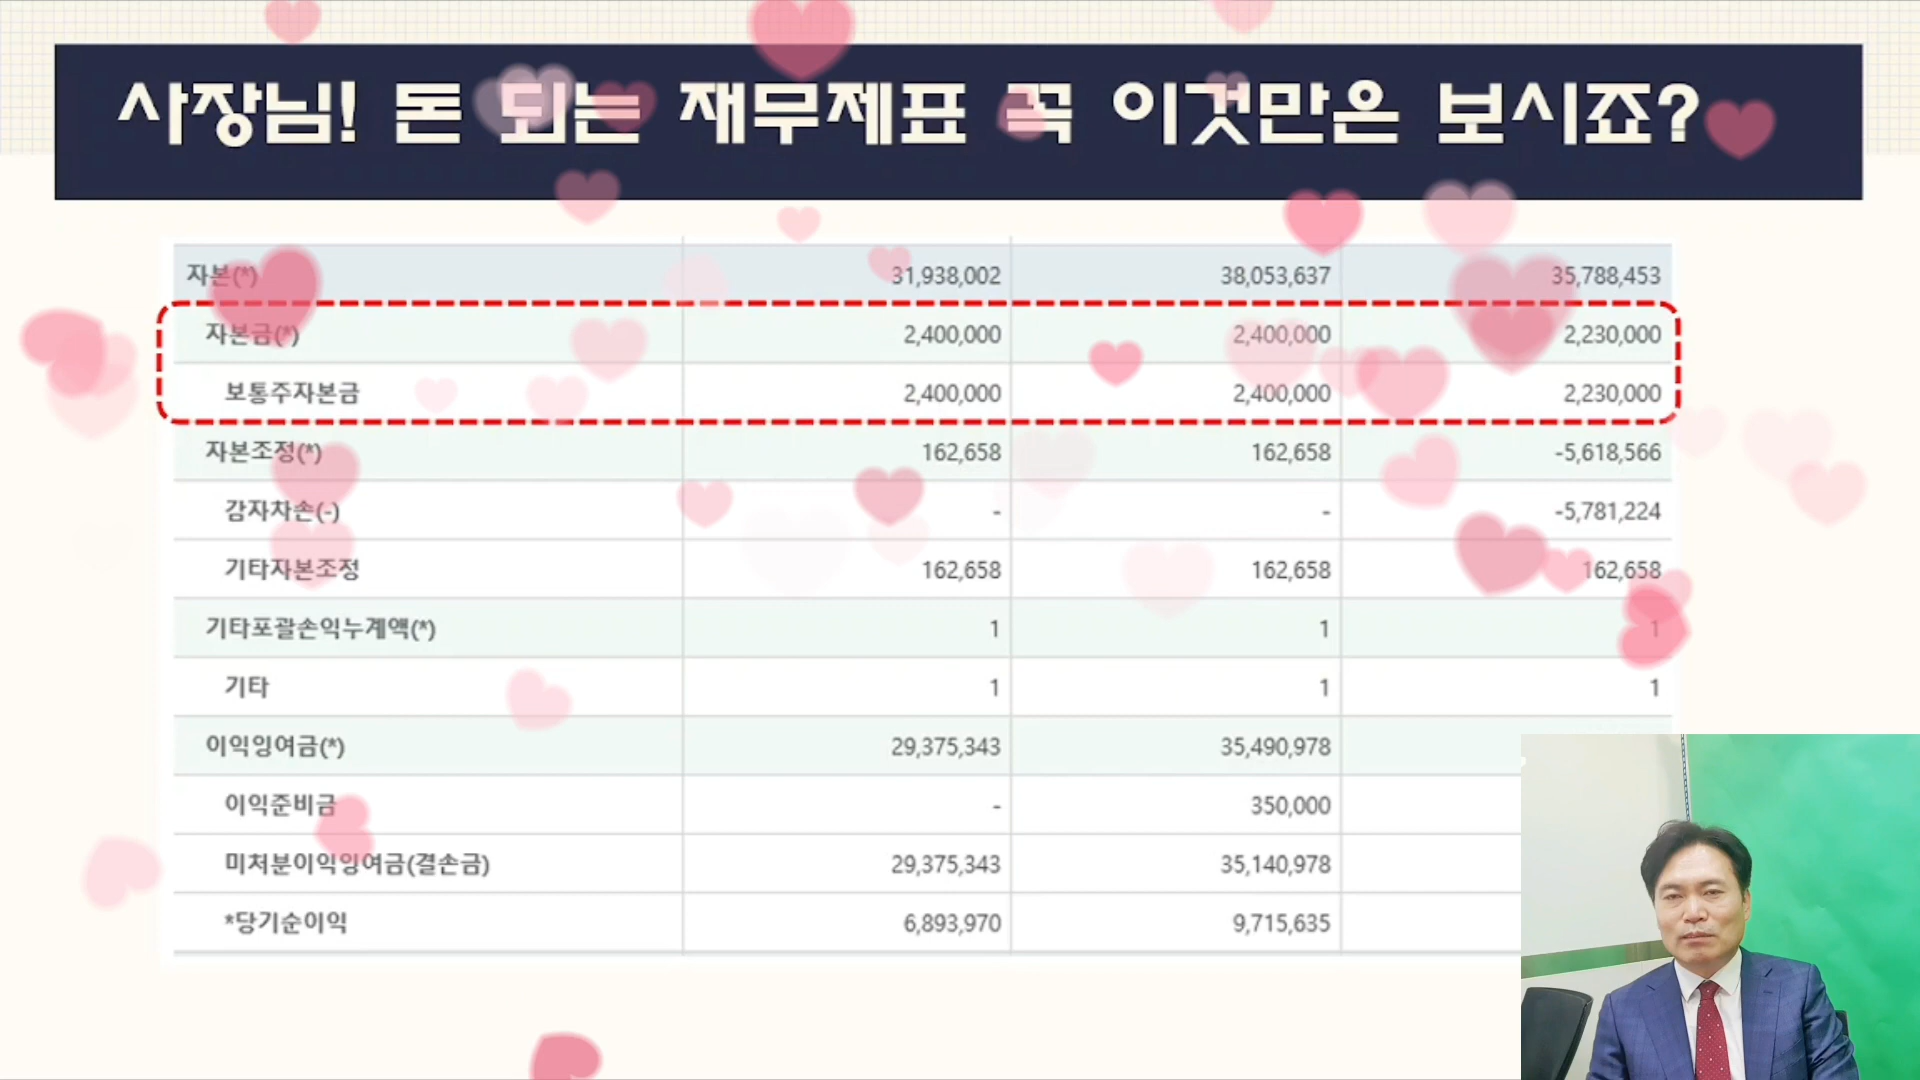 사장님! 돈 되는 재무제표 꼭 이것만은 보시죠?
자본(*) 31,938,002 38,053,637 35,788,453
자본금(*) 2,400,000 2,400,000 2,230,000
보통주자본금 2,400,000 2,400,000 2,230,000
자본조정(*) 162,658 162,658 -5,618,566
감자차손(-) - - -5,781,224
기타자본조정 162,658 162,658 162,658
기타포괄손익누계액(*) 1 1 1
기타 1 1 1
이익잉여금(*) 29,375,343 35,490,978
이익준비금 - 350,000
미처분이익잉여금(결손금) 29,375,343 35,140,978
*당기순이익 6,893,970 9,715,635